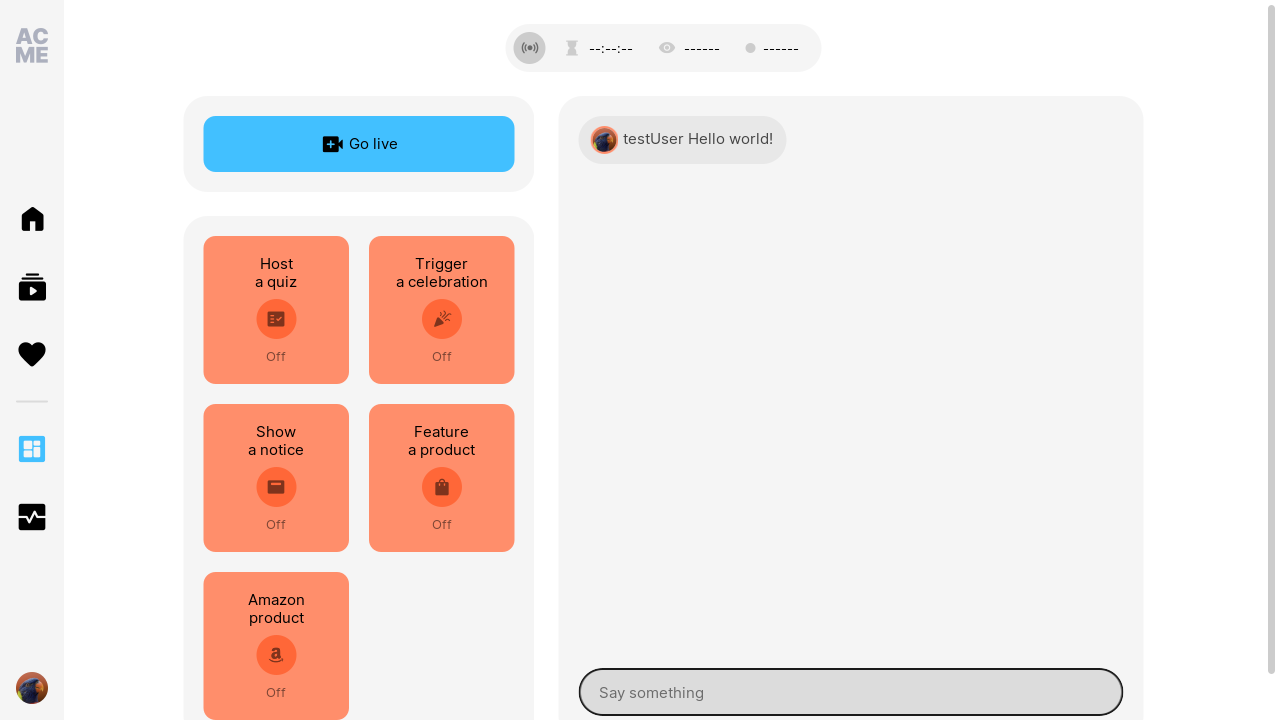 AC
ME
--:--:--
------
------
Go live
testUser Hello world!
Host
a quiz
Off
Trigger
a celebration
Off
Show
a notice
Off
Feature
a product
Off
Amazon
product
a
Off
Say something